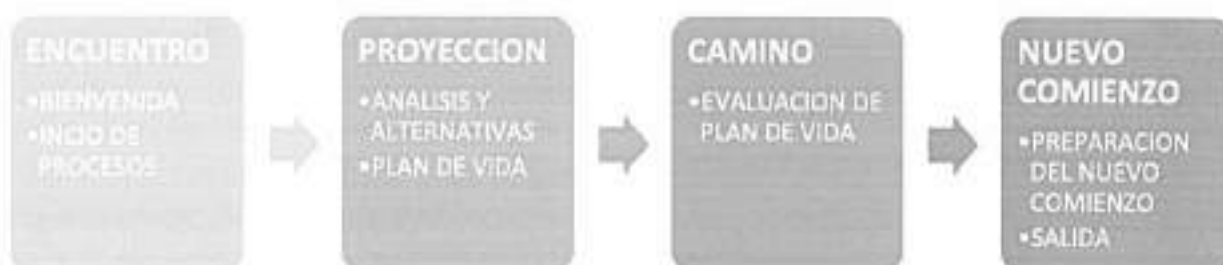 ENCUENTRO
•BIENVENIDA
•INCIO DE
PROCESOS
PROYECCION
•ANALISIS Y
ALTERNATIVAS
•PLAN DE VIDA
CAMINO
•EVALUACION DE
PLAN DE VIDA
NUEVO
COMIENZO
•PREPARACION
DEL NUEVO
COMIENZO
•SALIDA